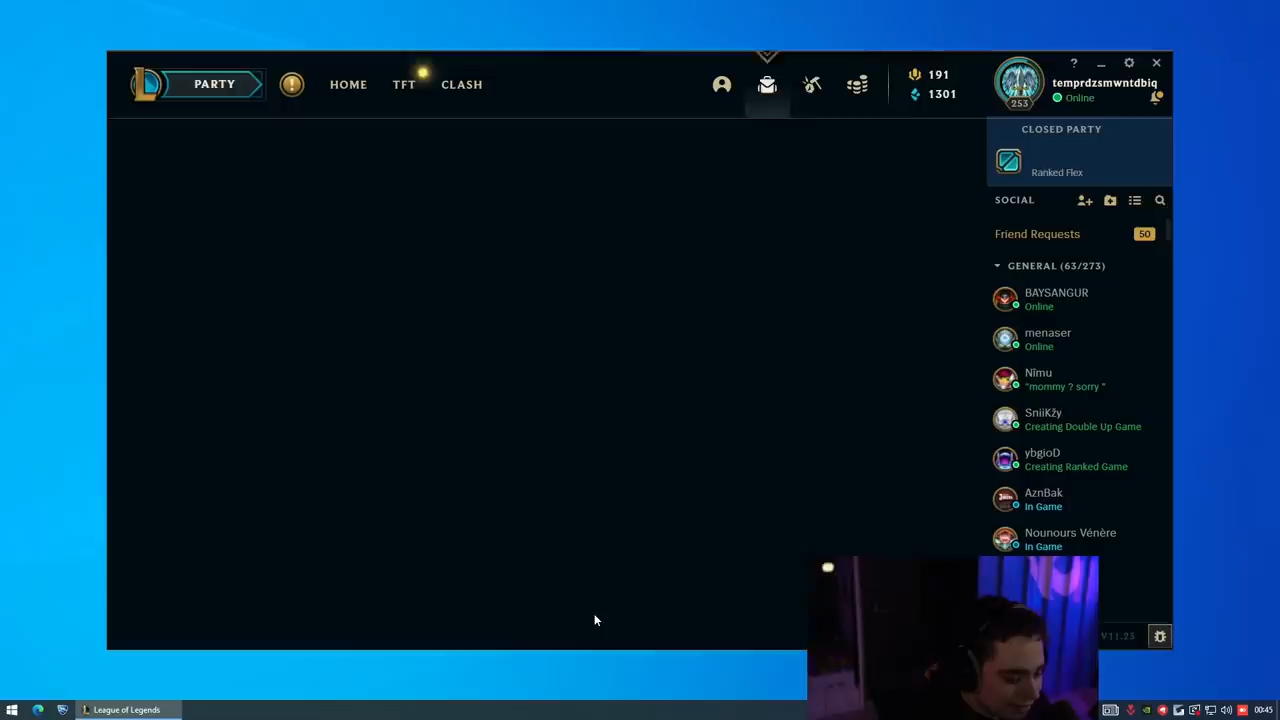 PARTY
HOME
TFT
CLASH
191
1301
253
temprdzsmwntdbiq
Online
CLOSED PARTY
Ranked Flex
SOCIAL
Friend Requests
50
GENERAL (63/273)
BAYSANGUR
Online
menaser
Online
Nîmu
"mommy ? sorry "
SniiKžy
Creating Double Up Game
ybgioD
Creating Ranked Game
AznBak
In Game
Nounours Vénère
In Game
V11.23
League of Legends
00:45